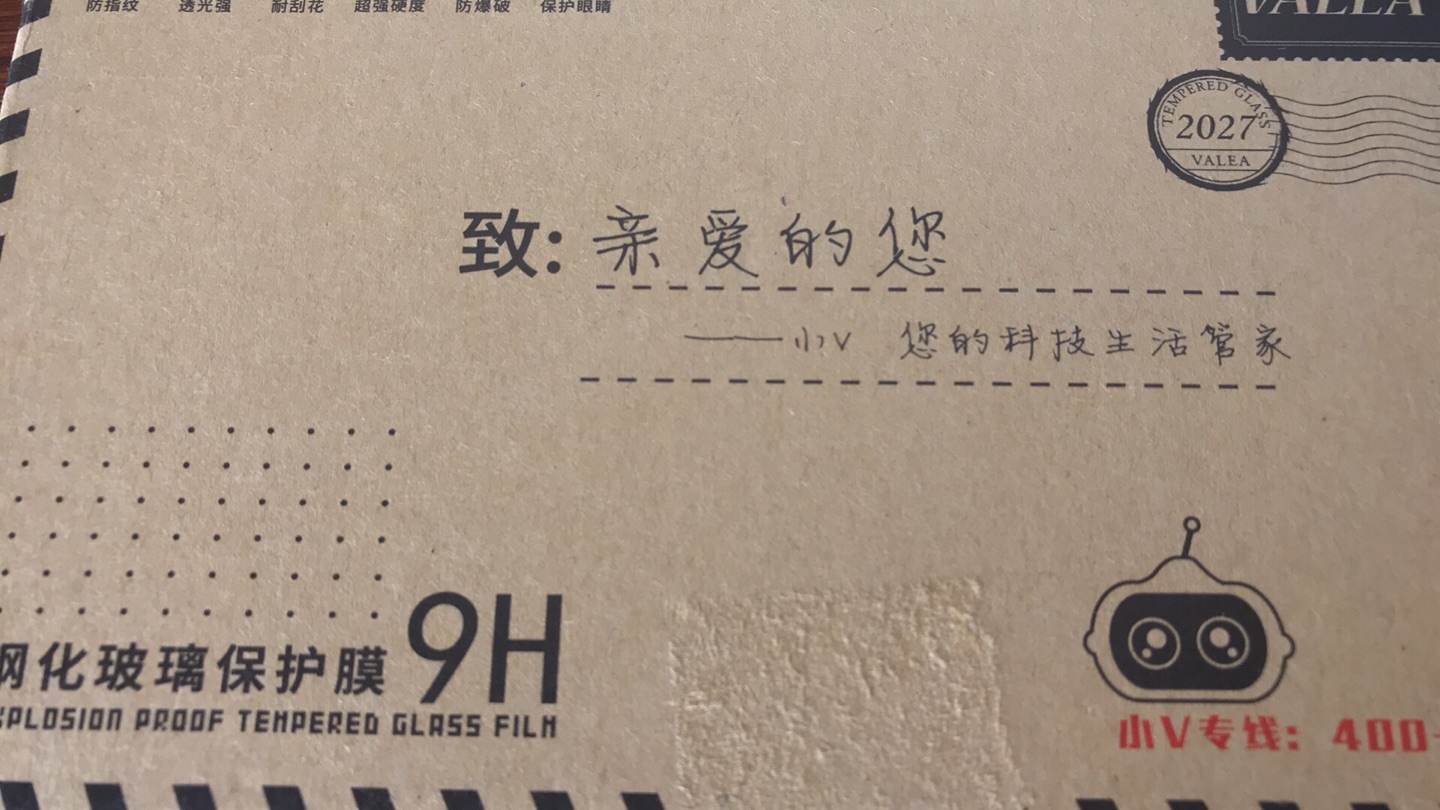 防指纹 透光强 耐刮花 超强硬度 防爆破 保护眼睛
VALEA
TEMPERED GLASS
2027
VALEA
致: 亲爱的您
——小V 您的科技生活管家
钢化玻璃保护膜 9H
XPLOSION PROOF TEMPERED GLASS FILM
小V专线: 400-